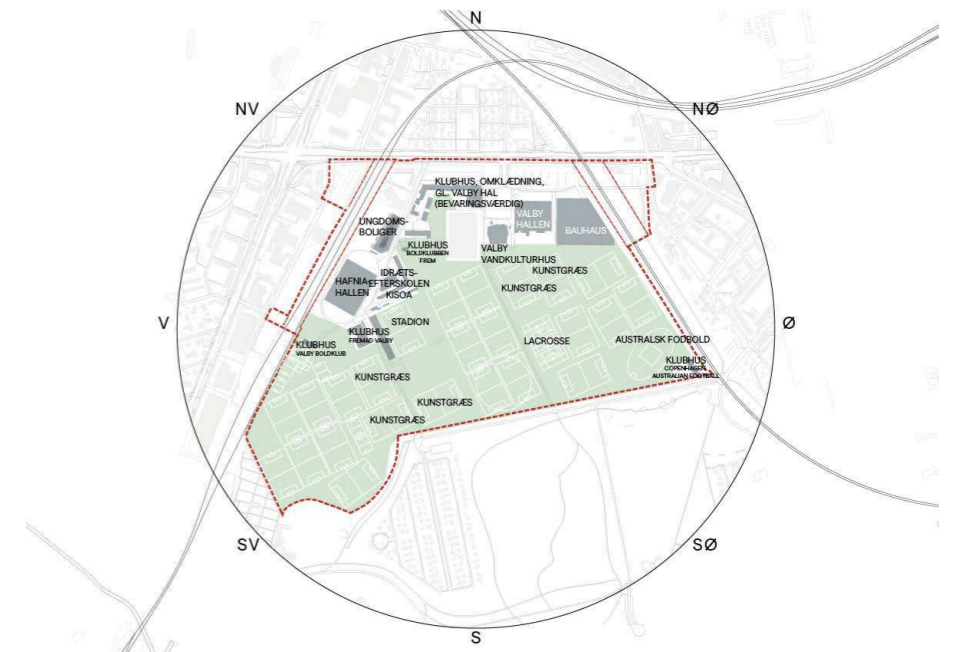 N
NV
NØ
KLUBHUS, OMKLÆDNING,
GL. VALBY HAL
(BEVARINGSVÆRDIG)
UNGDOMS-
BOLIGER
VALBY
HALLEN
BAUHAUS
KLUBHUS
BOLDKLUBBEN
FREM
VALBY
VANDKULTURHUS
KUNSTGRÆS
IDRÆTS-
EFTERSKOLEN
KISOA
HAFNIA-
HALLEN
KUNSTGRÆS
V
STADION
Ø
KLUBHUS
FREMAD VALBY
LACROSSE
AUSTRALSK FODBOLD
KLUBHUS
VALBY BOLDKLUB
KLUBHUS
COPENHAGEN
AUSTRALIAN FOOTBALL
KUNSTGRÆS
KUNSTGRÆS
KUNSTGRÆS
SV
SØ
S